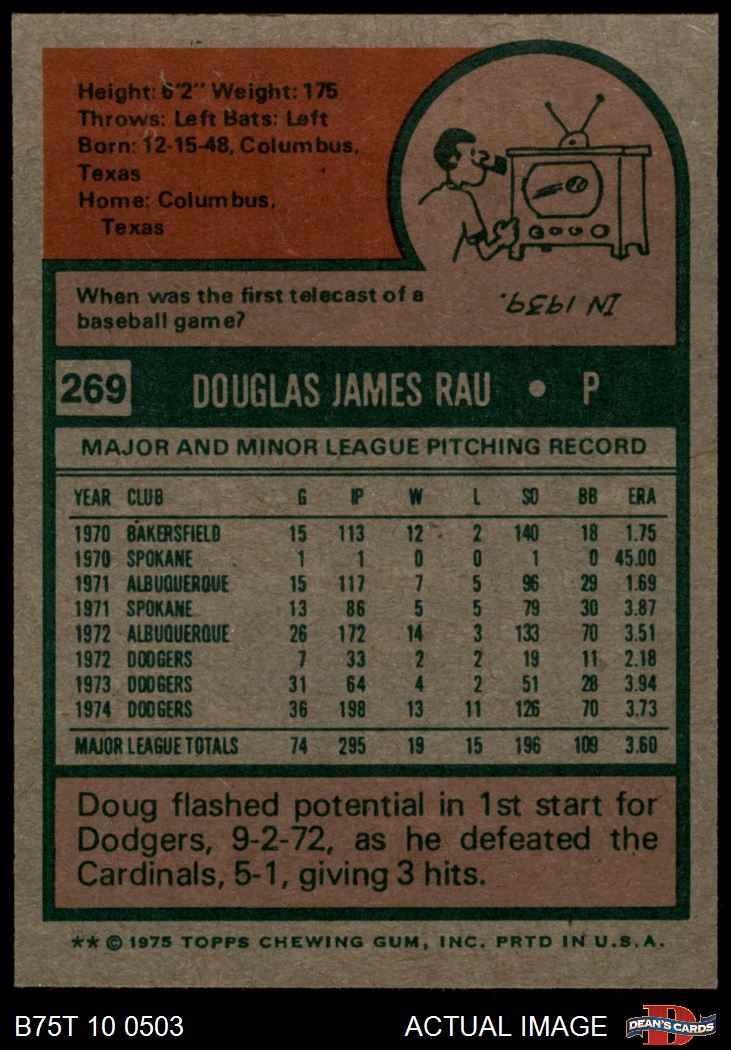 Height: 6'2" Weight: 175
Throws: Left Bats: Left
Born: 12-15-48, Columbus,
Texas
Home: Columbus,
Texas
When was the first telecast of a
baseball game?
IN 1939.
269 DOUGLAS JAMES RAU • P
MAJOR AND MINOR LEAGUE PITCHING RECORD
YEAR CLUB G IP W L SO BB ERA
1970 BAKERSFIELD 15 113 12 2 140 18 1.75
1970 SPOKANE 1 1 0 0 1 0 45.00
1971 ALBUQUERQUE 15 117 7 5 96 29 1.69
1971 SPOKANE 13 86 5 5 79 30 3.87
1972 ALBUQUERQUE 26 172 14 3 133 70 3.51
1972 DODGERS 7 33 2 2 19 11 2.18
1973 DODGERS 31 64 4 2 51 28 3.94
1974 DODGERS 36 198 13 11 126 70 3.73
MAJOR LEAGUE TOTALS 74 295 19 15 196 109 3.60
Doug flashed potential in 1st start for
Dodgers, 9-2-72, as he defeated the
Cardinals, 5-1, giving 3 hits.
** © 1975 TOPPS CHEWING GUM, INC. PRTD IN U.S.A.
B75T 10 0503 ACTUAL IMAGE D DEAN'S CARDS